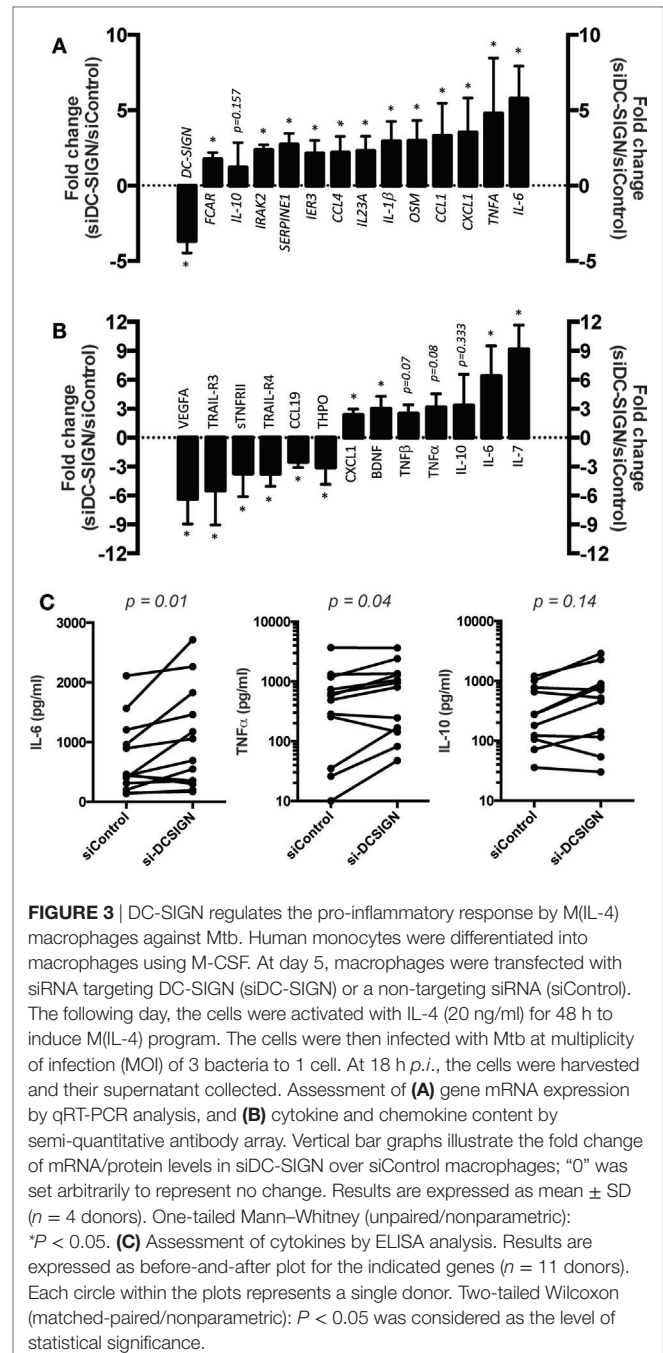 A
Fold change
(siDC-SIGN/siControl)
10
5
0
-5
DC-SIGN
FCAR
IL-10
p=0.157
IRAK2
SERPINE1
IER3
CCL4
IL23A
IL-1β
OSM
CCL1
CXCL1
TNFA
IL-6
* * * * * * * * * * * * *
10
5
0
-5
Fold change
(siDC-SIGN/siControl)
B
Fold change
(siDC-SIGN/siControl)
12
9
6
3
0
-3
-6
-9
-12
VEGFA
TRAIL-R3
sTNFRII
TRAIL-R4
CCL19
THPO
CXCL1
BDNF
TNFβ
p=0.07
TNFα
p=0.08
IL-10
p=0.333
IL-6
IL-7
* * * * * * * * * *
12
9
6
3
0
-3
-6
-9
-12
Fold change
(siDC-SIGN/siControl)
C
p = 0.01
IL-6 (pg/ml)
3000
2000
1000
0
siControl
si-DCSIGN
p = 0.04
TNFα (pg/ml)
10000
1000
100
10
siControl
si-DCSIGN
p = 0.14
IL-10 (pg/ml)
10000
1000
100
10
siControl
si-DCSIGN
FIGURE 3 | DC-SIGN regulates the pro-inflammatory response by M(IL-4)
macrophages against Mtb. Human monocytes were differentiated into
macrophages using M-CSF. At day 5, macrophages were transfected with
siRNA targeting DC-SIGN (siDC-SIGN) or a non-targeting siRNA (siControl).
The following day, the cells were activated with IL-4 (20 ng/ml) for 48 h to
induce M(IL-4) program. The cells were then infected with Mtb at multiplicity
of infection (MOI) of 3 bacteria to 1 cell. At 18 h p.i., the cells were harvested
and their supernatant collected. Assessment of (A) gene mRNA expression
by qRT-PCR analysis, and (B) cytokine and chemokine content by
semi-quantitative antibody array. Vertical bar graphs illustrate the fold change
of mRNA/protein levels in siDC-SIGN over siControl macrophages; “0” was
set arbitrarily to represent no change. Results are expressed as mean ± SD
(n = 4 donors). One-tailed Mann–Whitney (unpaired/nonparametric):
*P < 0.05. (C) Assessment of cytokines by ELISA analysis. Results are
expressed as before-and-after plot for the indicated genes (n = 11 donors).
Each circle within the plots represents a single donor. Two-tailed Wilcoxon
(matched-paired/nonparametric): P < 0.05 was considered as the level of
statistical significance.